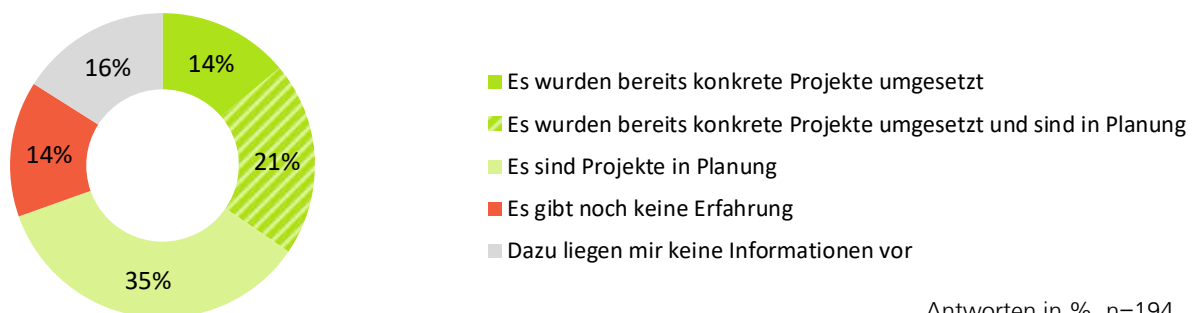 16%
14%
14%
21%
35%
Es wurden bereits konkrete Projekte umgesetzt
Es wurden bereits konkrete Projekte umgesetzt und sind in Planung
Es sind Projekte in Planung
Es gibt noch keine Erfahrung
Dazu liegen mir keine Informationen vor
Antworten in %, n=194